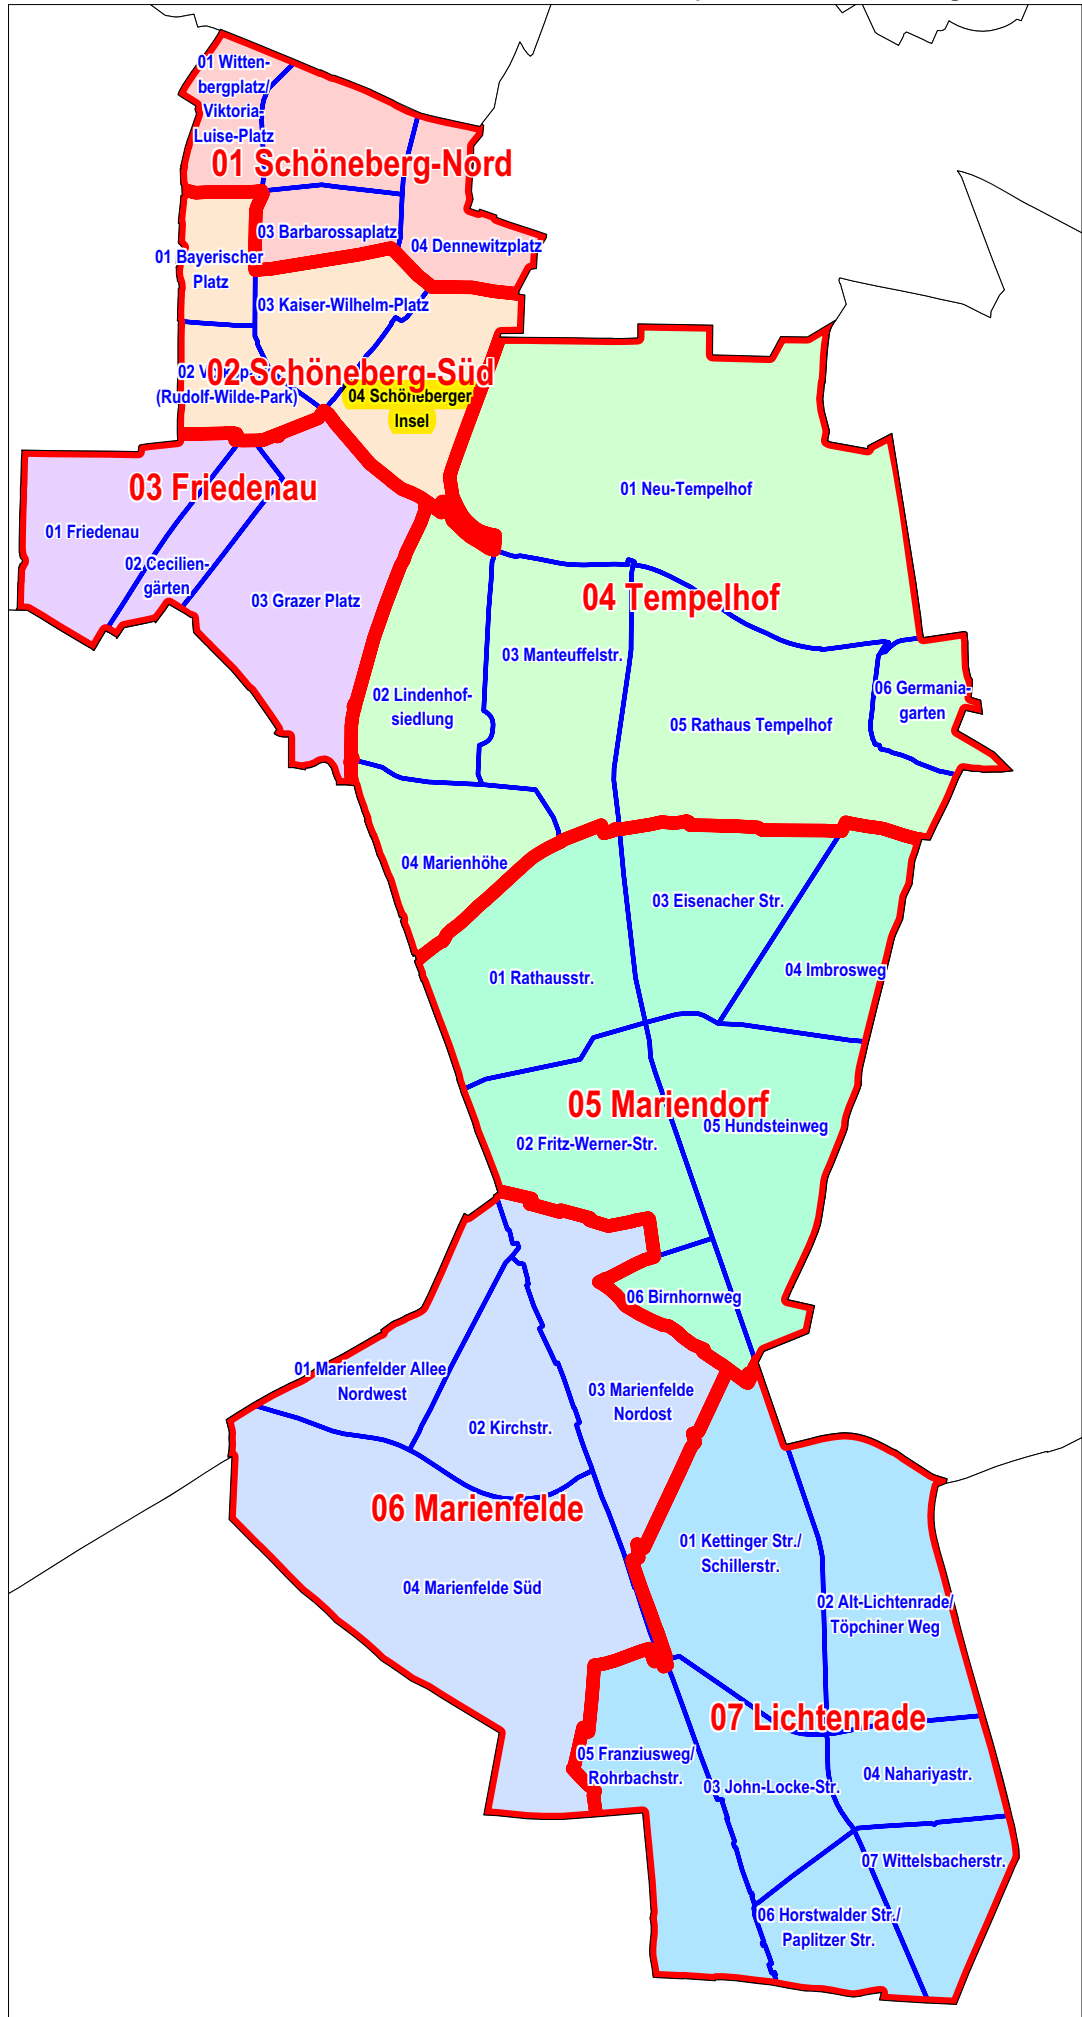 01 Witten-
bergplatz/
Viktoria-
Luise-Platz
01 Schöneberg-Nord
03 Barbarossaplatz
04 Dennewitzplatz
01 Bayerischer
Platz
03 Kaiser-Wilhelm-Platz
02 Schöneberg-Süd
02
(Rudolf-Wilde-Park)
04 Schöneberger
Insel
03 Friedenau
01 Friedenau
02 Cecilien-
gärten
03 Grazer Platz
01 Neu-Tempelhof
04 Tempelhof
03 Manteuffelstr.
02 Lindenhof-
siedlung
06 Germania-
garten
05 Rathaus Tempelhof
04 Marienhöhe
03 Eisenacher Str.
04 Imbrosweg
01 Rathausstr.
05 Mariendorf
05 Hundsteinweg
02 Fritz-Werner-Str.
06 Birnhornweg
01 Marienfelder Allee
Nordwest
03 Marienfelde
Nordost
02 Kirchstr.
06 Marienfelde
04 Marienfelde Süd
01 Kettinger Str./
Schillerstr.
02 Alt-Lichtenrade/
Töpchiner Weg
07 Lichtenrade
05 Franziusweg/
Rohrbachstr.
03 John-Locke-Str.
04 Nahariyastr.
07 Wittelsbacherstr.
06 Horstwalder Str./
Paplitzer Str.